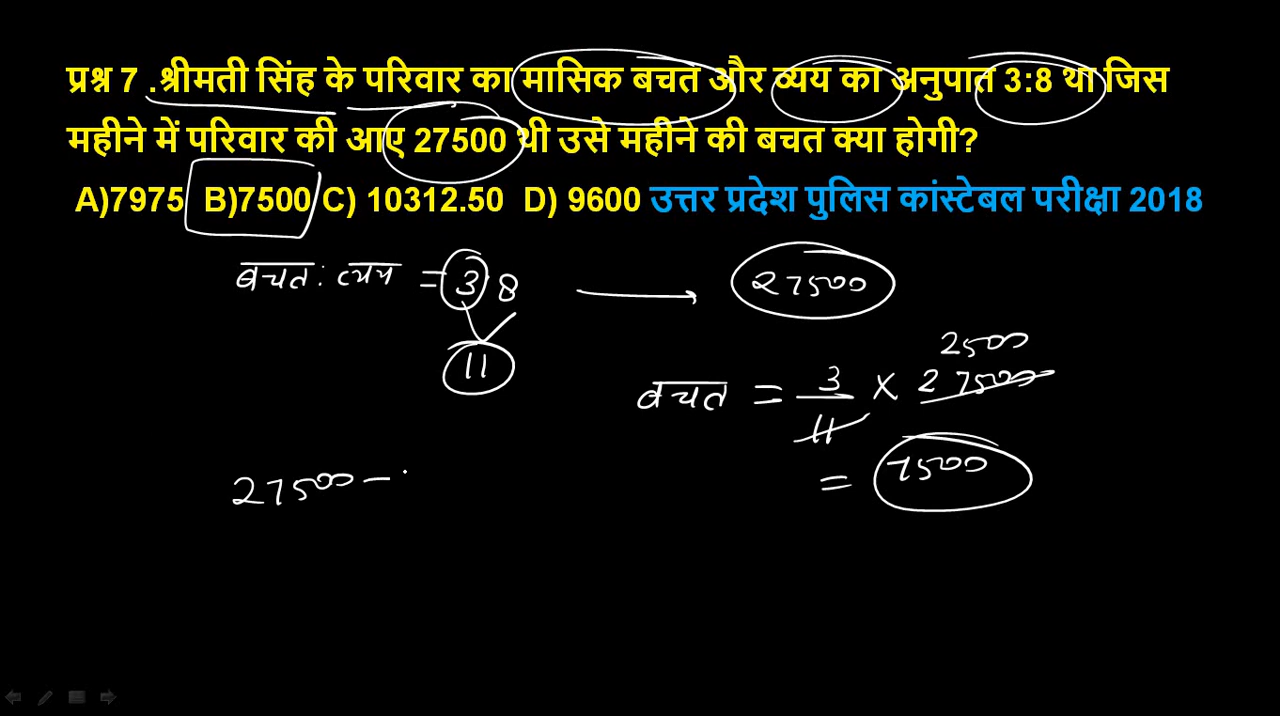 प्रश्न 7 .श्रीमती सिंह के परिवार का मासिक बचत और व्यय का अनुपात 3:8 था जिस
महीने में परिवार की आए 27500 थी उसे महीने की बचत क्या होगी?
A)7975 B)7500 C) 10312.50 D) 9600 उत्तर प्रदेश पुलिस कांस्टेबल परीक्षा 2018
बचत : व्यय = 3 8 27500
11
2500
बचत = 3/11 × 27500
= 7500
27500 -